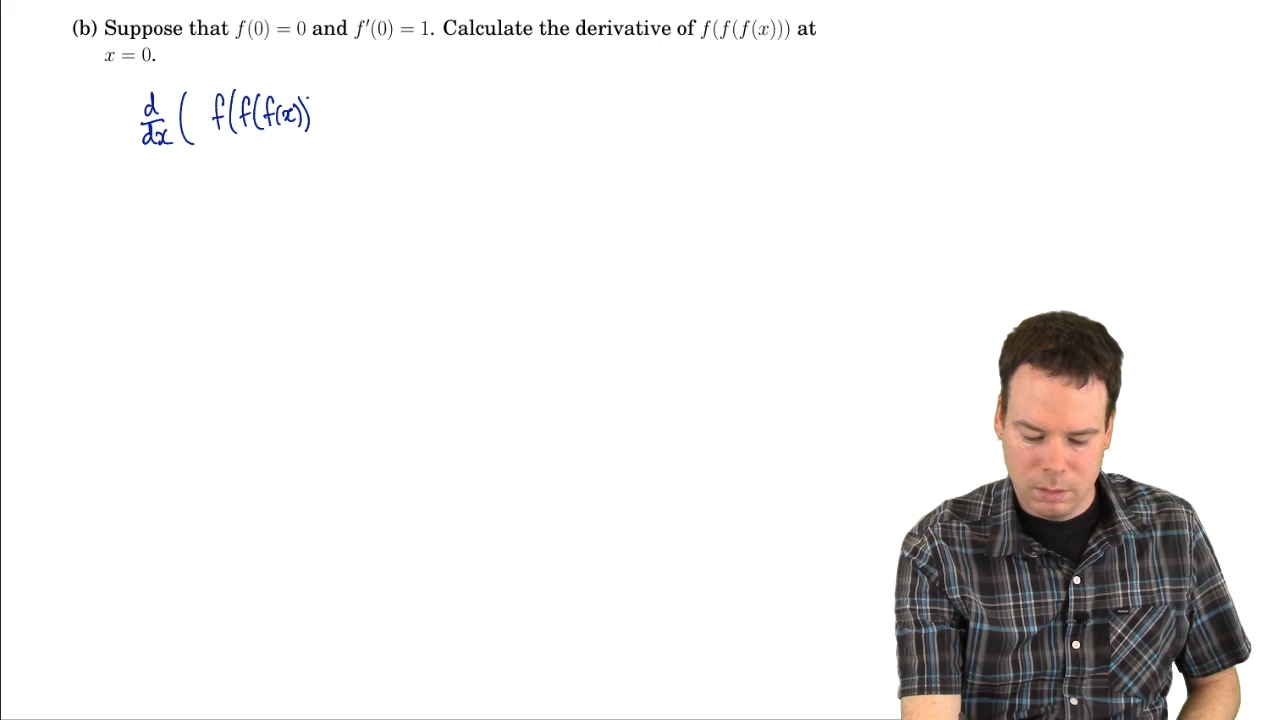 (b) Suppose that f(0) = 0 and f′(0) = 1. Calculate the derivative of f(f(f(x))) at
x = 0.
d/dx ( f(f(f(x))